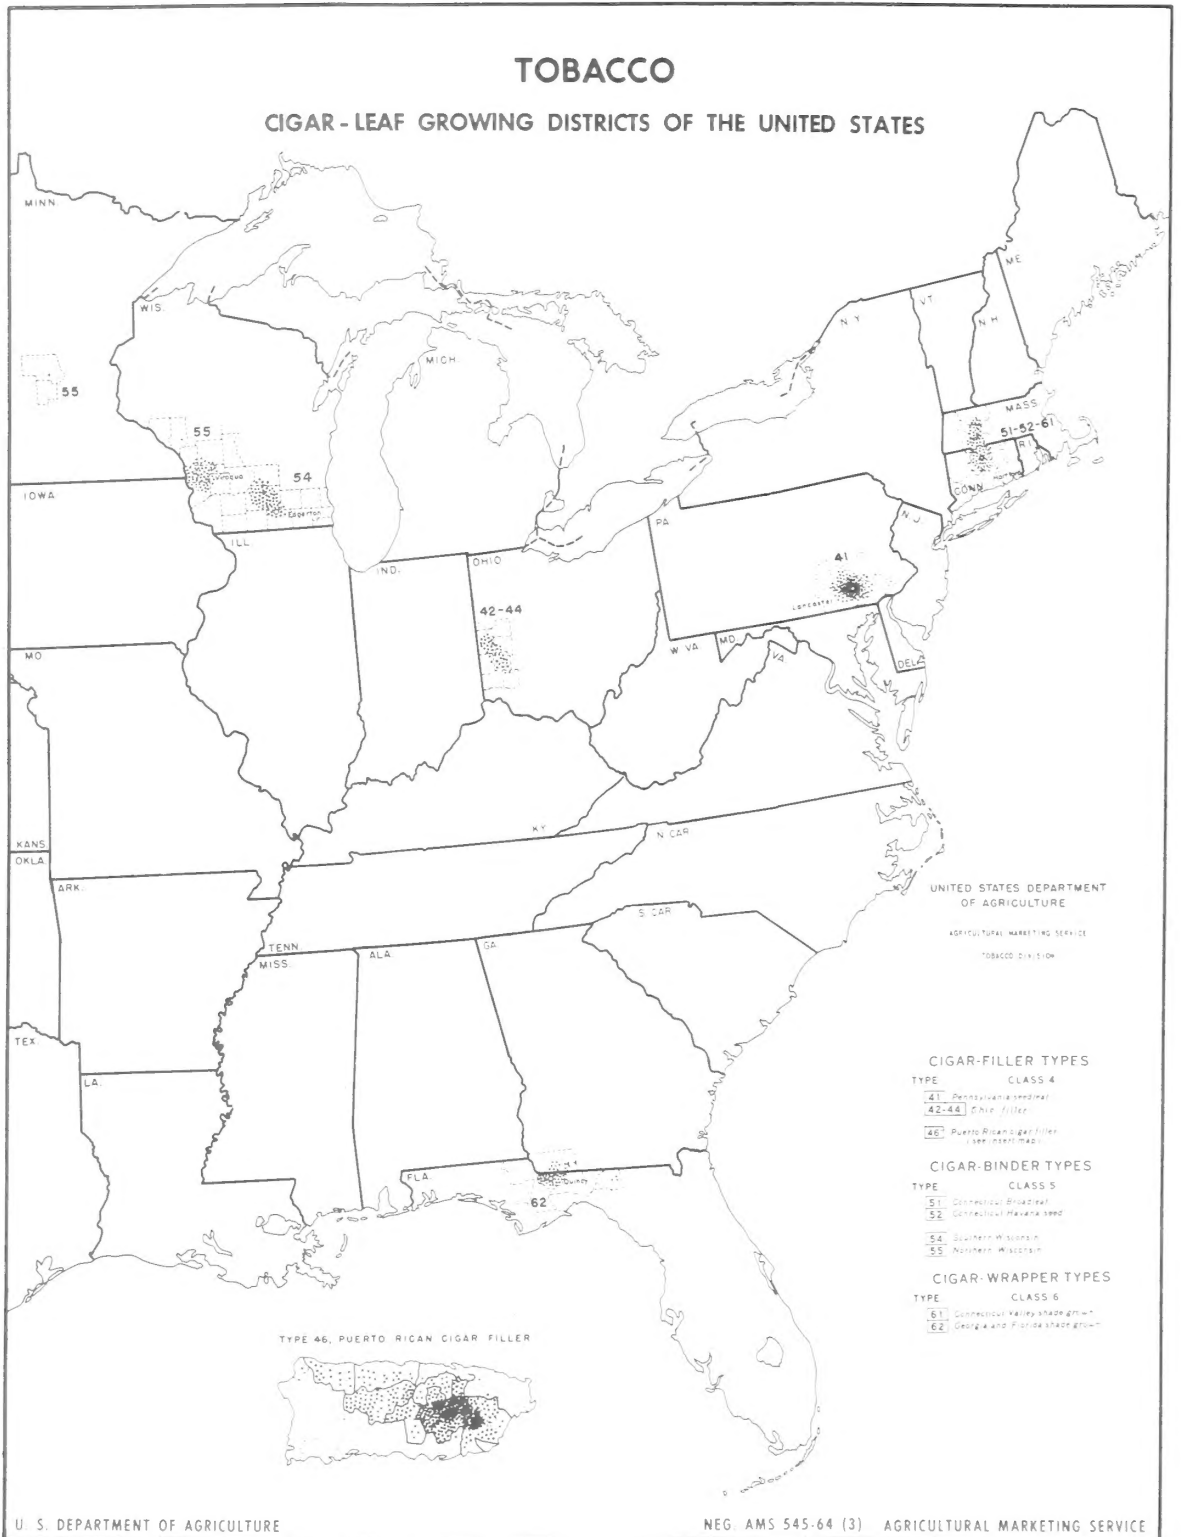 TOBACCO
CIGAR-LEAF GROWING DISTRICTS OF THE UNITED STATES
MINN.
WIS.
MICH.
N.Y.
VT.
N.H.
ME
55
55
54
Viroqua
Edgerton
MASS.
51-52-61
R.I.
CONN.
IOWA
ILL
IND.
OHIO
42-44
PA
41
Lancaster
N.J.
W VA
MD.
VA.
DELA
MO
KANS
OKLA.
KY.
N CAR
ARK.
S. CAR
TENN.
MISS.
ALA.
GA.
TEX.
LA.
FLA.
Quincy
62
UNITED STATES DEPARTMENT
OF AGRICULTURE
AGRICULTURAL MARKETING SERVICE
TOBACCO DIVISION
CIGAR-FILLER TYPES
TYPE CLASS 4
41 Pennsylvania seedleaf
42-44 Ohio filler
46 Puerto Rican cigar filler
(see insert map)
CIGAR-BINDER TYPES
TYPE CLASS 5
51 Connecticut Broadleaf
52 Connecticut Havana seed
54 Southern Wisconsin
55 Northern Wisconsin
CIGAR-WRAPPER TYPES
TYPE CLASS 6
61 Connecticut Valley shade grown
62 Georgia and Florida shade grown
TYPE 46, PUERTO RICAN CIGAR FILLER
U. S. DEPARTMENT OF AGRICULTURE
NEG. AMS 545-64 (3) AGRICULTURAL MARKETING SERVICE